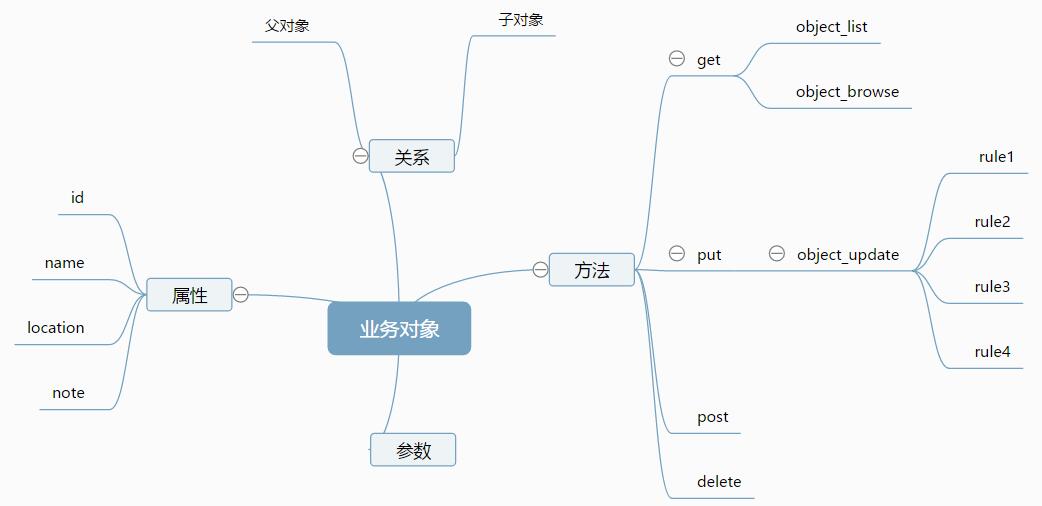 父对象
子对象
关系
业务对象
属性
id
name
location
note
参数
方法
get
object_list
object_browse
put
object_update
rule1
rule2
rule3
rule4
post
delete